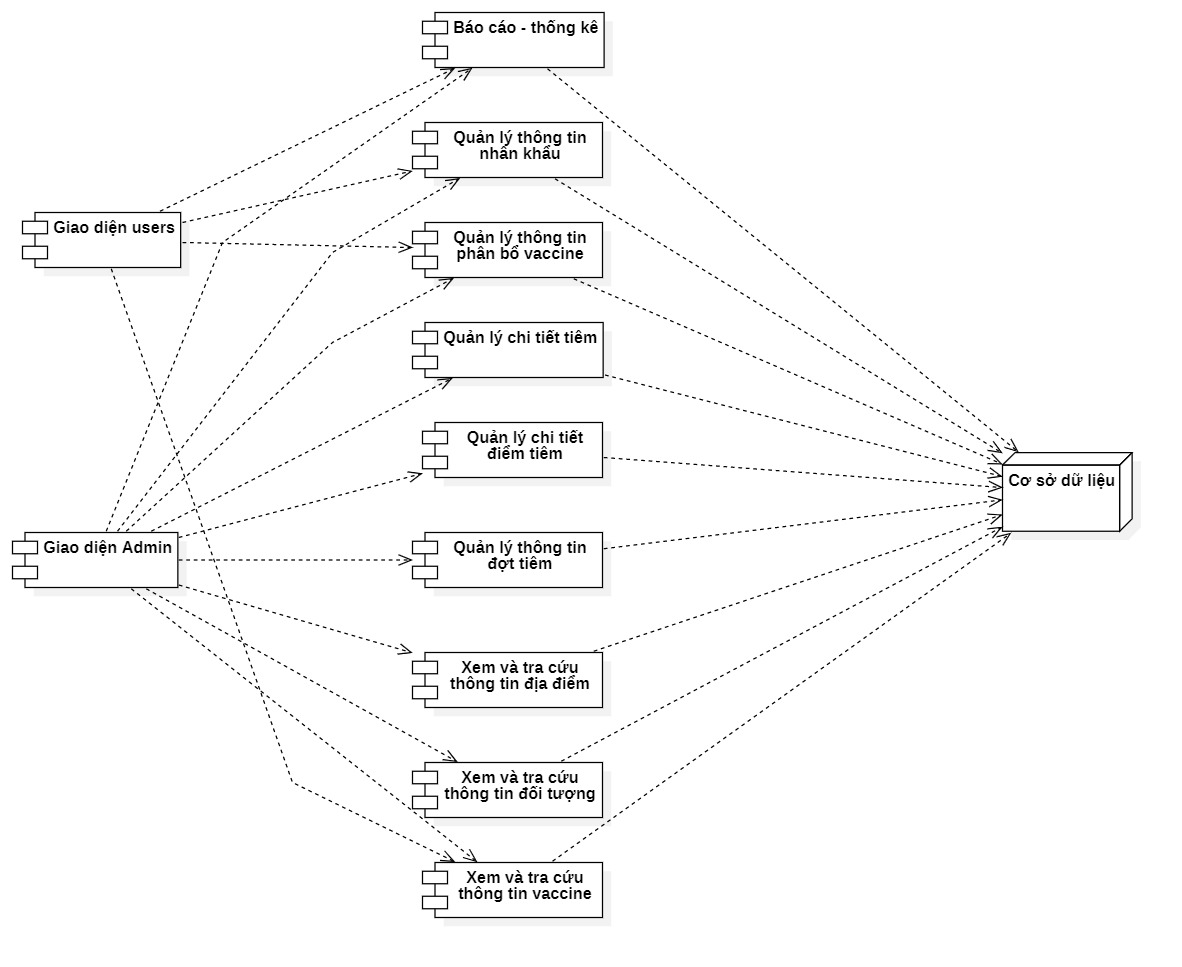 Báo cáo - thống kê
Quản lý thông tin
nhân khẩu
Giao diện users
Quản lý thông tin
phân bổ vaccine
Quản lý chi tiết tiêm
Quản lý chi tiết
điểm tiêm
Cơ sở dữ liệu
Giao diện Admin
Quản lý thông tin
đợt tiêm
Xem và tra cứu
thông tin địa điểm
Xem và tra cứu
thông tin đối tượng
Xem và tra cứu
thông tin vaccine